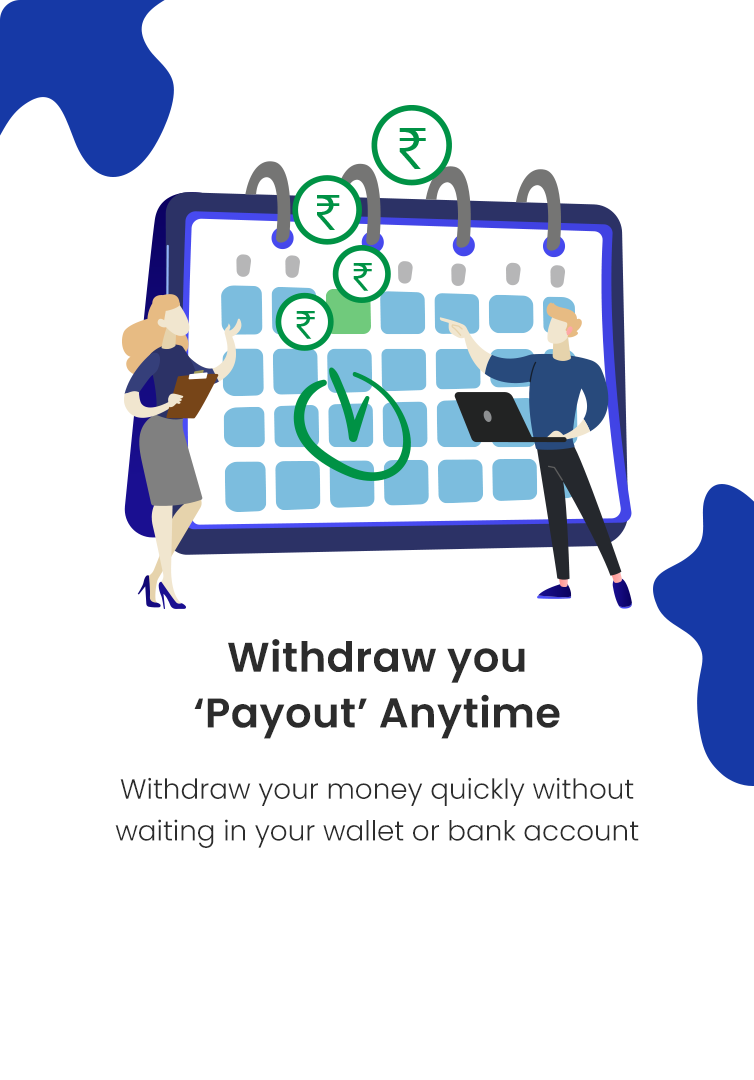 ₹
₹
₹
₹
Withdraw you
‘Payout’ Anytime
Withdraw your money quickly without
waiting in your wallet or bank account